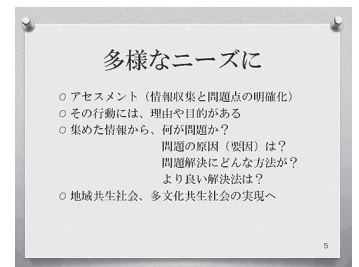 多様なニーズに
○ アセスメント（情報収集と問題点の明確化）
○ その行動には、理由や目的がある
○ 集めた情報から、何が問題か？
問題の原因（要因）は？
問題解決にどんな方法が？
より良い解決法は？
○ 地域共生社会、多文化共生社会の実現へ
5